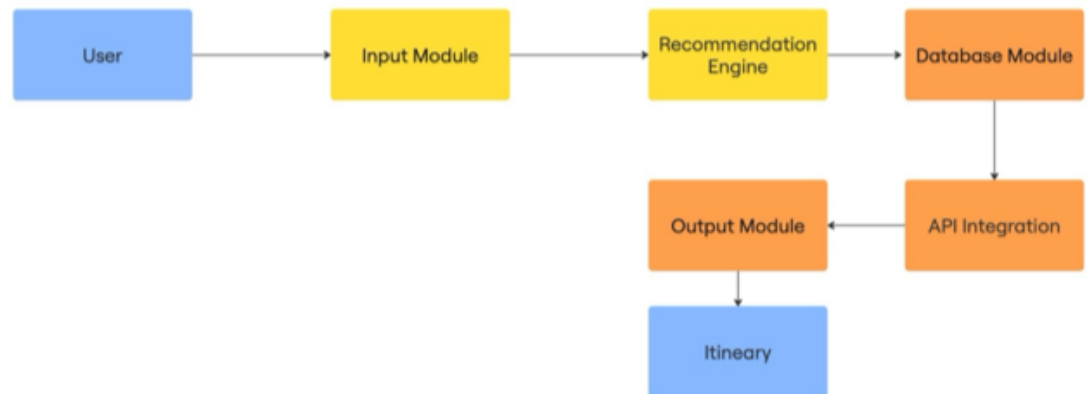 User
Input Module
Recommendation
Engine
Database Module
Output Module
API Integration
Itineary